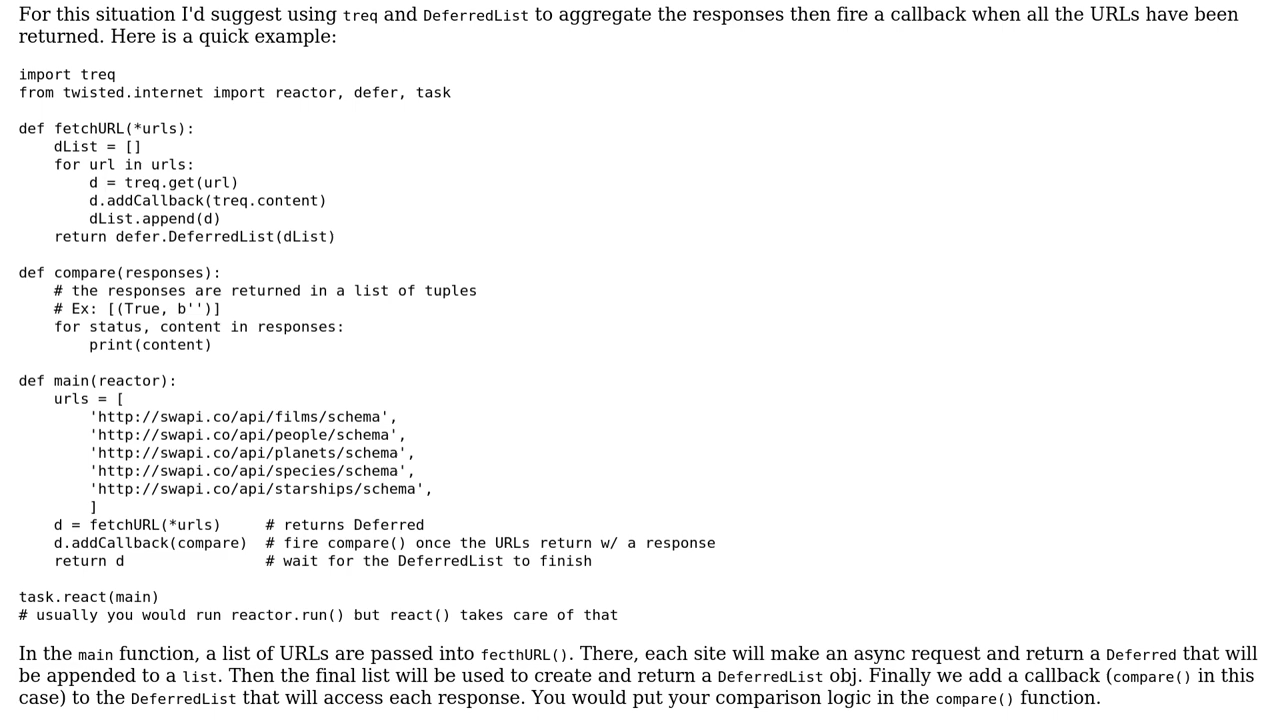 For this situation I'd suggest using treq and DeferredList to aggregate the responses then fire a callback when all the URLs have been
returned. Here is a quick example:
import treq
from twisted.internet import reactor, defer, task
def fetchURL(*urls):
    dList = []
    for url in urls:
        d = treq.get(url)
        d.addCallback(treq.content)
        dList.append(d)
    return defer.DeferredList(dList)
def compare(responses):
    # the responses are returned in a list of tuples
    # Ex: [(True, b'')]
    for status, content in responses:
        print(content)
def main(reactor):
    urls = [
        'http://swapi.co/api/films/schema',
        'http://swapi.co/api/people/schema',
        'http://swapi.co/api/planets/schema',
        'http://swapi.co/api/species/schema',
        'http://swapi.co/api/starships/schema',
        ]
    d = fetchURL(*urls)     # returns Deferred
    d.addCallback(compare)  # fire compare() once the URLs return w/ a response
    return d                # wait for the DeferredList to finish
task.react(main)
# usually you would run reactor.run() but react() takes care of that
In the main function, a list of URLs are passed into fecthURL(). There, each site will make an async request and return a Deferred that will
be appended to a list. Then the final list will be used to create and return a DeferredList obj. Finally we add a callback (compare() in this
case) to the DeferredList that will access each response. You would put your comparison logic in the compare() function.